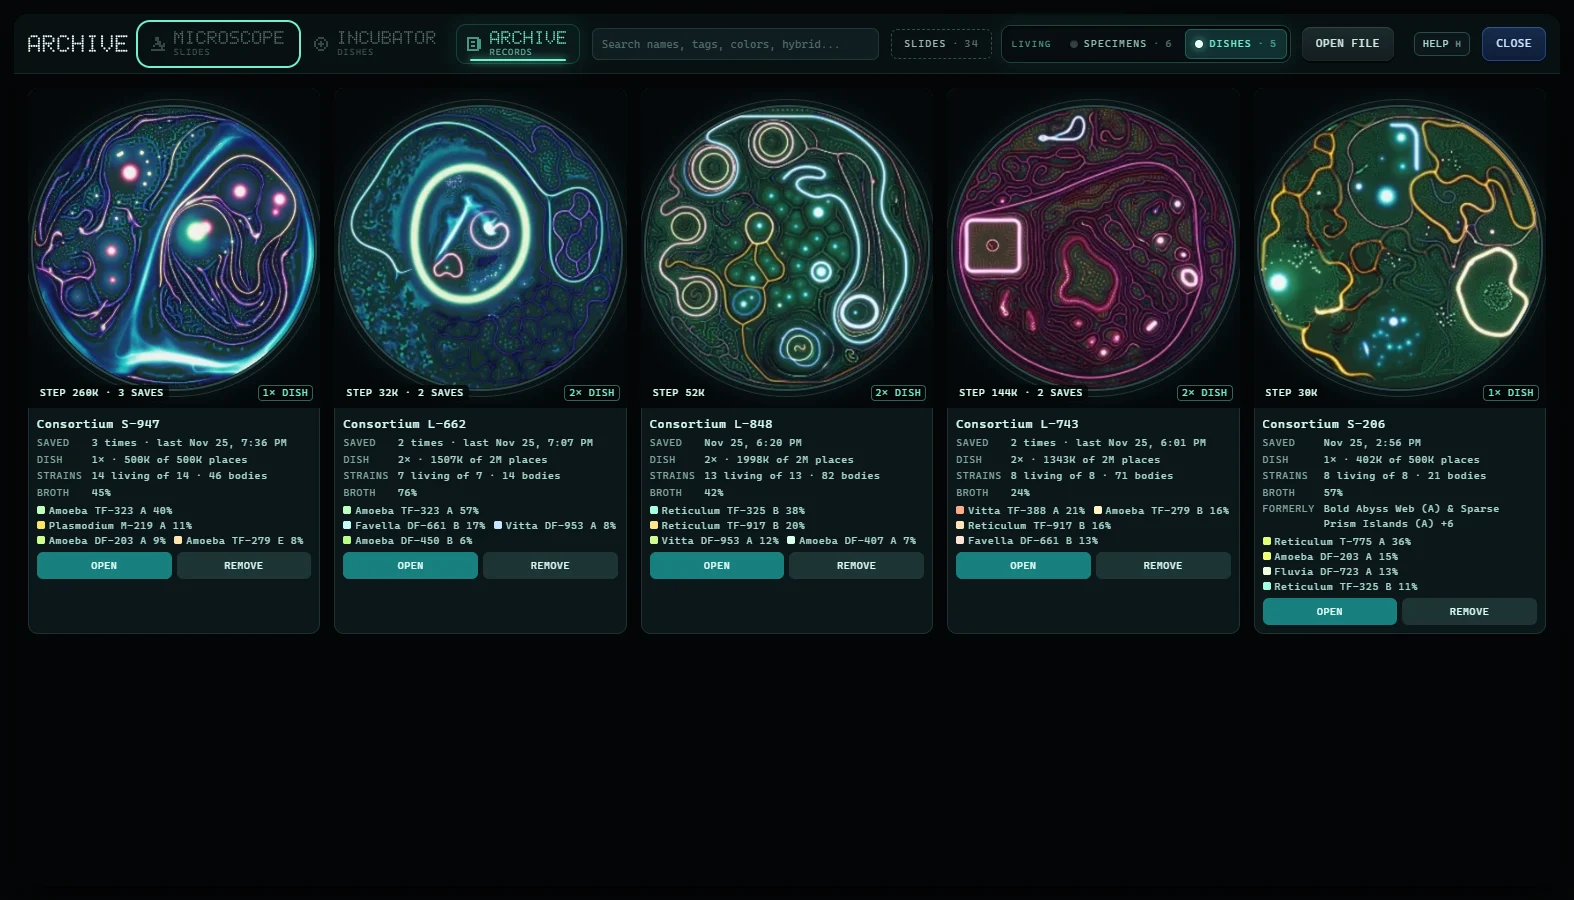 ARCHIVE
MICROSCOPE
SLIDES
INCUBATOR
DISHES
ARCHIVE
RECORDS
Search names, tags, colors, hybrid...
SLIDES · 34
LIVING
SPECIMENS · 6
DISHES · 5
OPEN FILE
HELP H
CLOSE
STEP 260K · 3 SAVES
1× DISH
Consortium S-947
SAVED 3 times · last Nov 25, 7:36 PM
DISH 1× · 500K of 500K places
STRAINS 14 living of 14 · 46 bodies
BROTH 45%
Amoeba TF-323 A 40%
Plasmodium M-219 A 11%
Amoeba DF-203 A 9% Amoeba TF-279 E 8%
OPEN
REMOVE
STEP 32K · 2 SAVES
2× DISH
Consortium L-662
SAVED 2 times · last Nov 25, 7:07 PM
DISH 2× · 1507K of 2M places
STRAINS 7 living of 7 · 14 bodies
BROTH 76%
Amoeba TF-323 A 57%
Favella DF-661 B 17% Vitta DF-953 A 8%
Amoeba DF-450 B 6%
OPEN
REMOVE
STEP 52K
2× DISH
Consortium L-848
SAVED Nov 25, 6:20 PM
DISH 2× · 1998K of 2M places
STRAINS 13 living of 13 · 82 bodies
BROTH 42%
Reticulum TF-325 B 38%
Reticulum TF-917 B 20%
Vitta DF-953 A 12% Amoeba DF-407 A 7%
OPEN
REMOVE
STEP 144K · 2 SAVES
2× DISH
Consortium L-743
SAVED 2 times · last Nov 25, 6:01 PM
DISH 2× · 1343K of 2M places
STRAINS 8 living of 8 · 71 bodies
BROTH 24%
Vitta TF-388 A 21% Amoeba TF-279 B 16%
Reticulum TF-917 B 16%
Favella DF-661 B 13%
OPEN
REMOVE
STEP 30K
1× DISH
Consortium S-206
SAVED Nov 25, 2:56 PM
DISH 1× · 402K of 500K places
STRAINS 8 living of 8 · 21 bodies
BROTH 57%
FORMERLY Bold Abyss Web (A) & Sparse
Prism Islands (A) +6
Reticulum T-775 A 36%
Amoeba DF-203 A 15%
Fluvia DF-723 A 13%
Reticulum TF-325 B 11%
OPEN
REMOVE